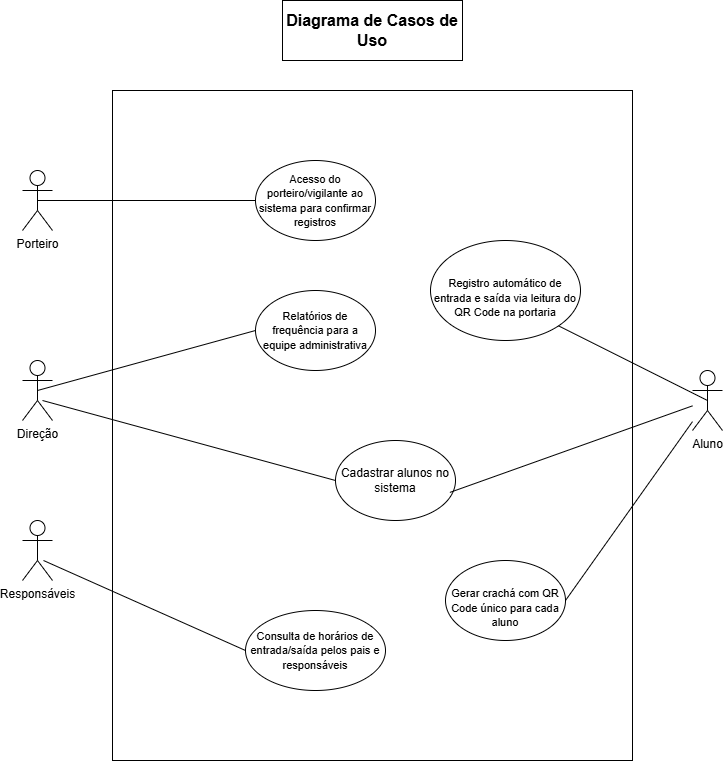 Diagrama de Casos de
Uso
Acesso do
porteiro/vigilante ao
sistema para confirmar
registros
Porteiro
Registro automático de
entrada e saída via leitura do
QR Code na portaria
Relatórios de
frequência para a
equipe administrativa
Direção
Aluno
Cadastrar alunos no
sistema
Responsáveis
Gerar crachá com QR
Code único para cada
aluno
Consulta de horários de
entrada/saída pelos pais e
responsáveis